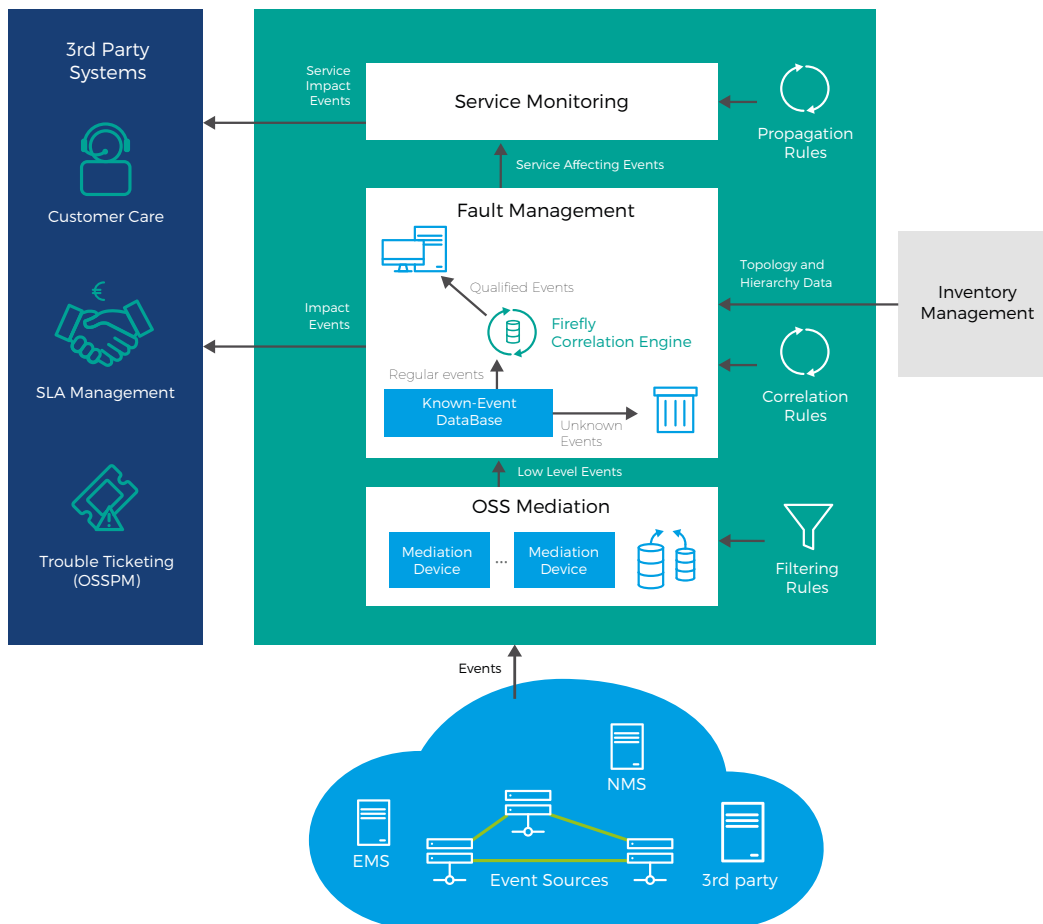 3rd Party
Systems
Customer Care
€
SLA Management
Trouble Ticketing
(OSSPM)
Service
Impact
Events
Service Monitoring
Propagation
Rules
Service Affecting Events
Fault Management
Qualified Events
Firefly
Correlation Engine
Regular events
Known-Event
DataBase
Unknown
Events
Impact
Events
Topology and
Hierarchy Data
Inventory
Management
Correlation
Rules
Low Level Events
OSS Mediation
Mediation
Device
...
Mediation
Device
Filtering
Rules
Events
NMS
EMS
Event Sources
3rd party